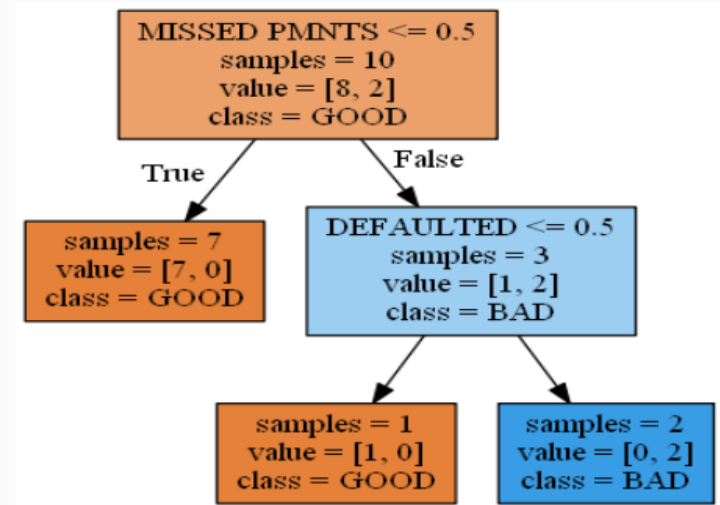 MISSED PMNTS <= 0.5
samples = 10
value = [8, 2]
class = GOOD
True
False
samples = 7
value = [7, 0]
class = GOOD
DEFAULTED <= 0.5
samples = 3
value = [1, 2]
class = BAD
samples = 1
value = [1, 0]
class = GOOD
samples = 2
value = [0, 2]
class = BAD